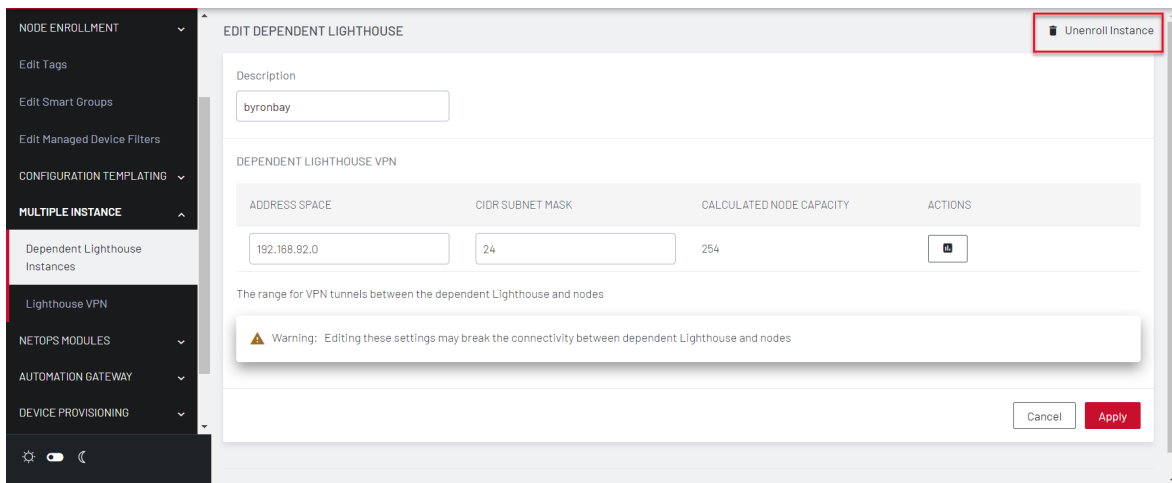 NODE ENROLLMENT
Edit Tags
Edit Smart Groups
Edit Managed Device Filters
CONFIGURATION TEMPLATING
MULTIPLE INSTANCE
Dependent Lighthouse
Instances
Lighthouse VPN
NETOPS MODULES
AUTOMATION GATEWAY
DEVICE PROVISIONING
EDIT DEPENDENT LIGHTHOUSE
Unenroll Instance
Description
byronbay
DEPENDENT LIGHTHOUSE VPN
ADDRESS SPACE CIDR SUBNET MASK CALCULATED NODE CAPACITY ACTIONS
192.168.92.0 24 254
The range for VPN tunnels between the dependent Lighthouse and nodes
Warning: Editing these settings may break the connectivity between dependent Lighthouse and nodes
Cancel Apply